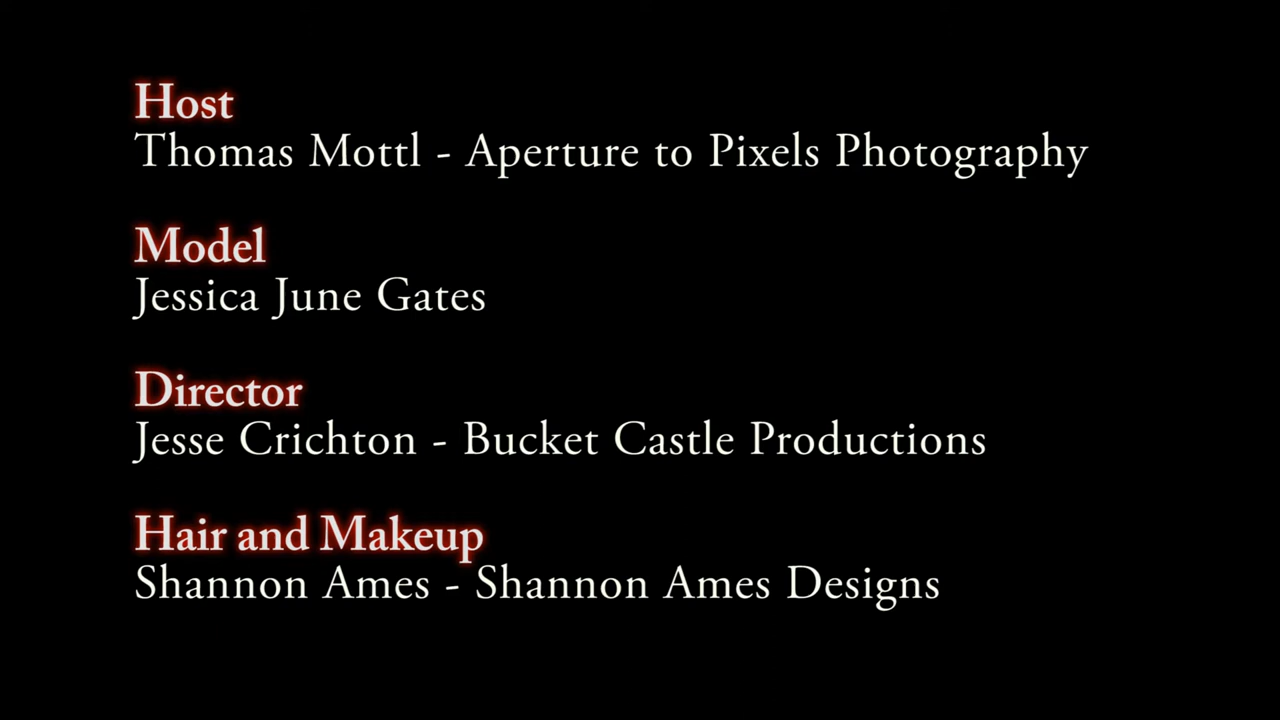 Host
Thomas Mottl - Aperture to Pixels Photography
Model
Jessica June Gates
Director
Jesse Crichton - Bucket Castle Productions
Hair and Makeup
Shannon Ames - Shannon Ames Designs